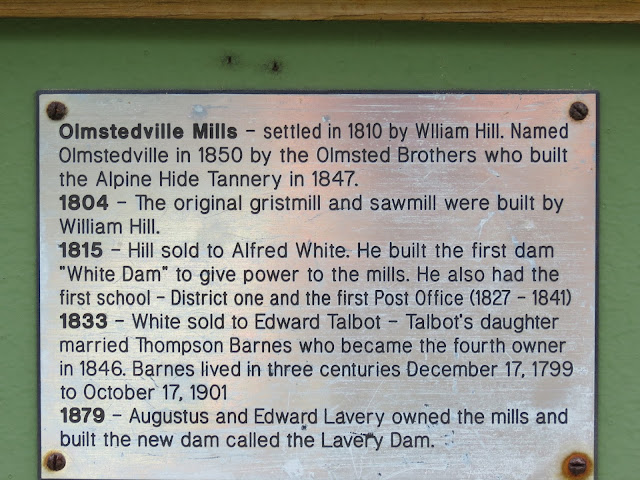 Olmstedville Mills - settled in 1810 by WIlliam Hill. Named
Olmstedville in 1850 by the Olmsted Brothers who built
the Alpine Hide Tannery in 1847.
1804 - The original gristmill and sawmill were built by
William Hill.
1815 - Hill sold to Alfred White. He built the first dam
"White Dam" to give power to the mills. He also had the
first school - District one and the first Post Office (1827 - 1841)
1833 - White sold to Edward Talbot - Talbot's daughter
married Thompson Barnes who became the fourth owner
in 1846. Barnes lived in three centuries December 17, 1799
to October 17, 1901
1879 - Augustus and Edward Lavery owned the mills and
built the new dam called the Lavery Dam.